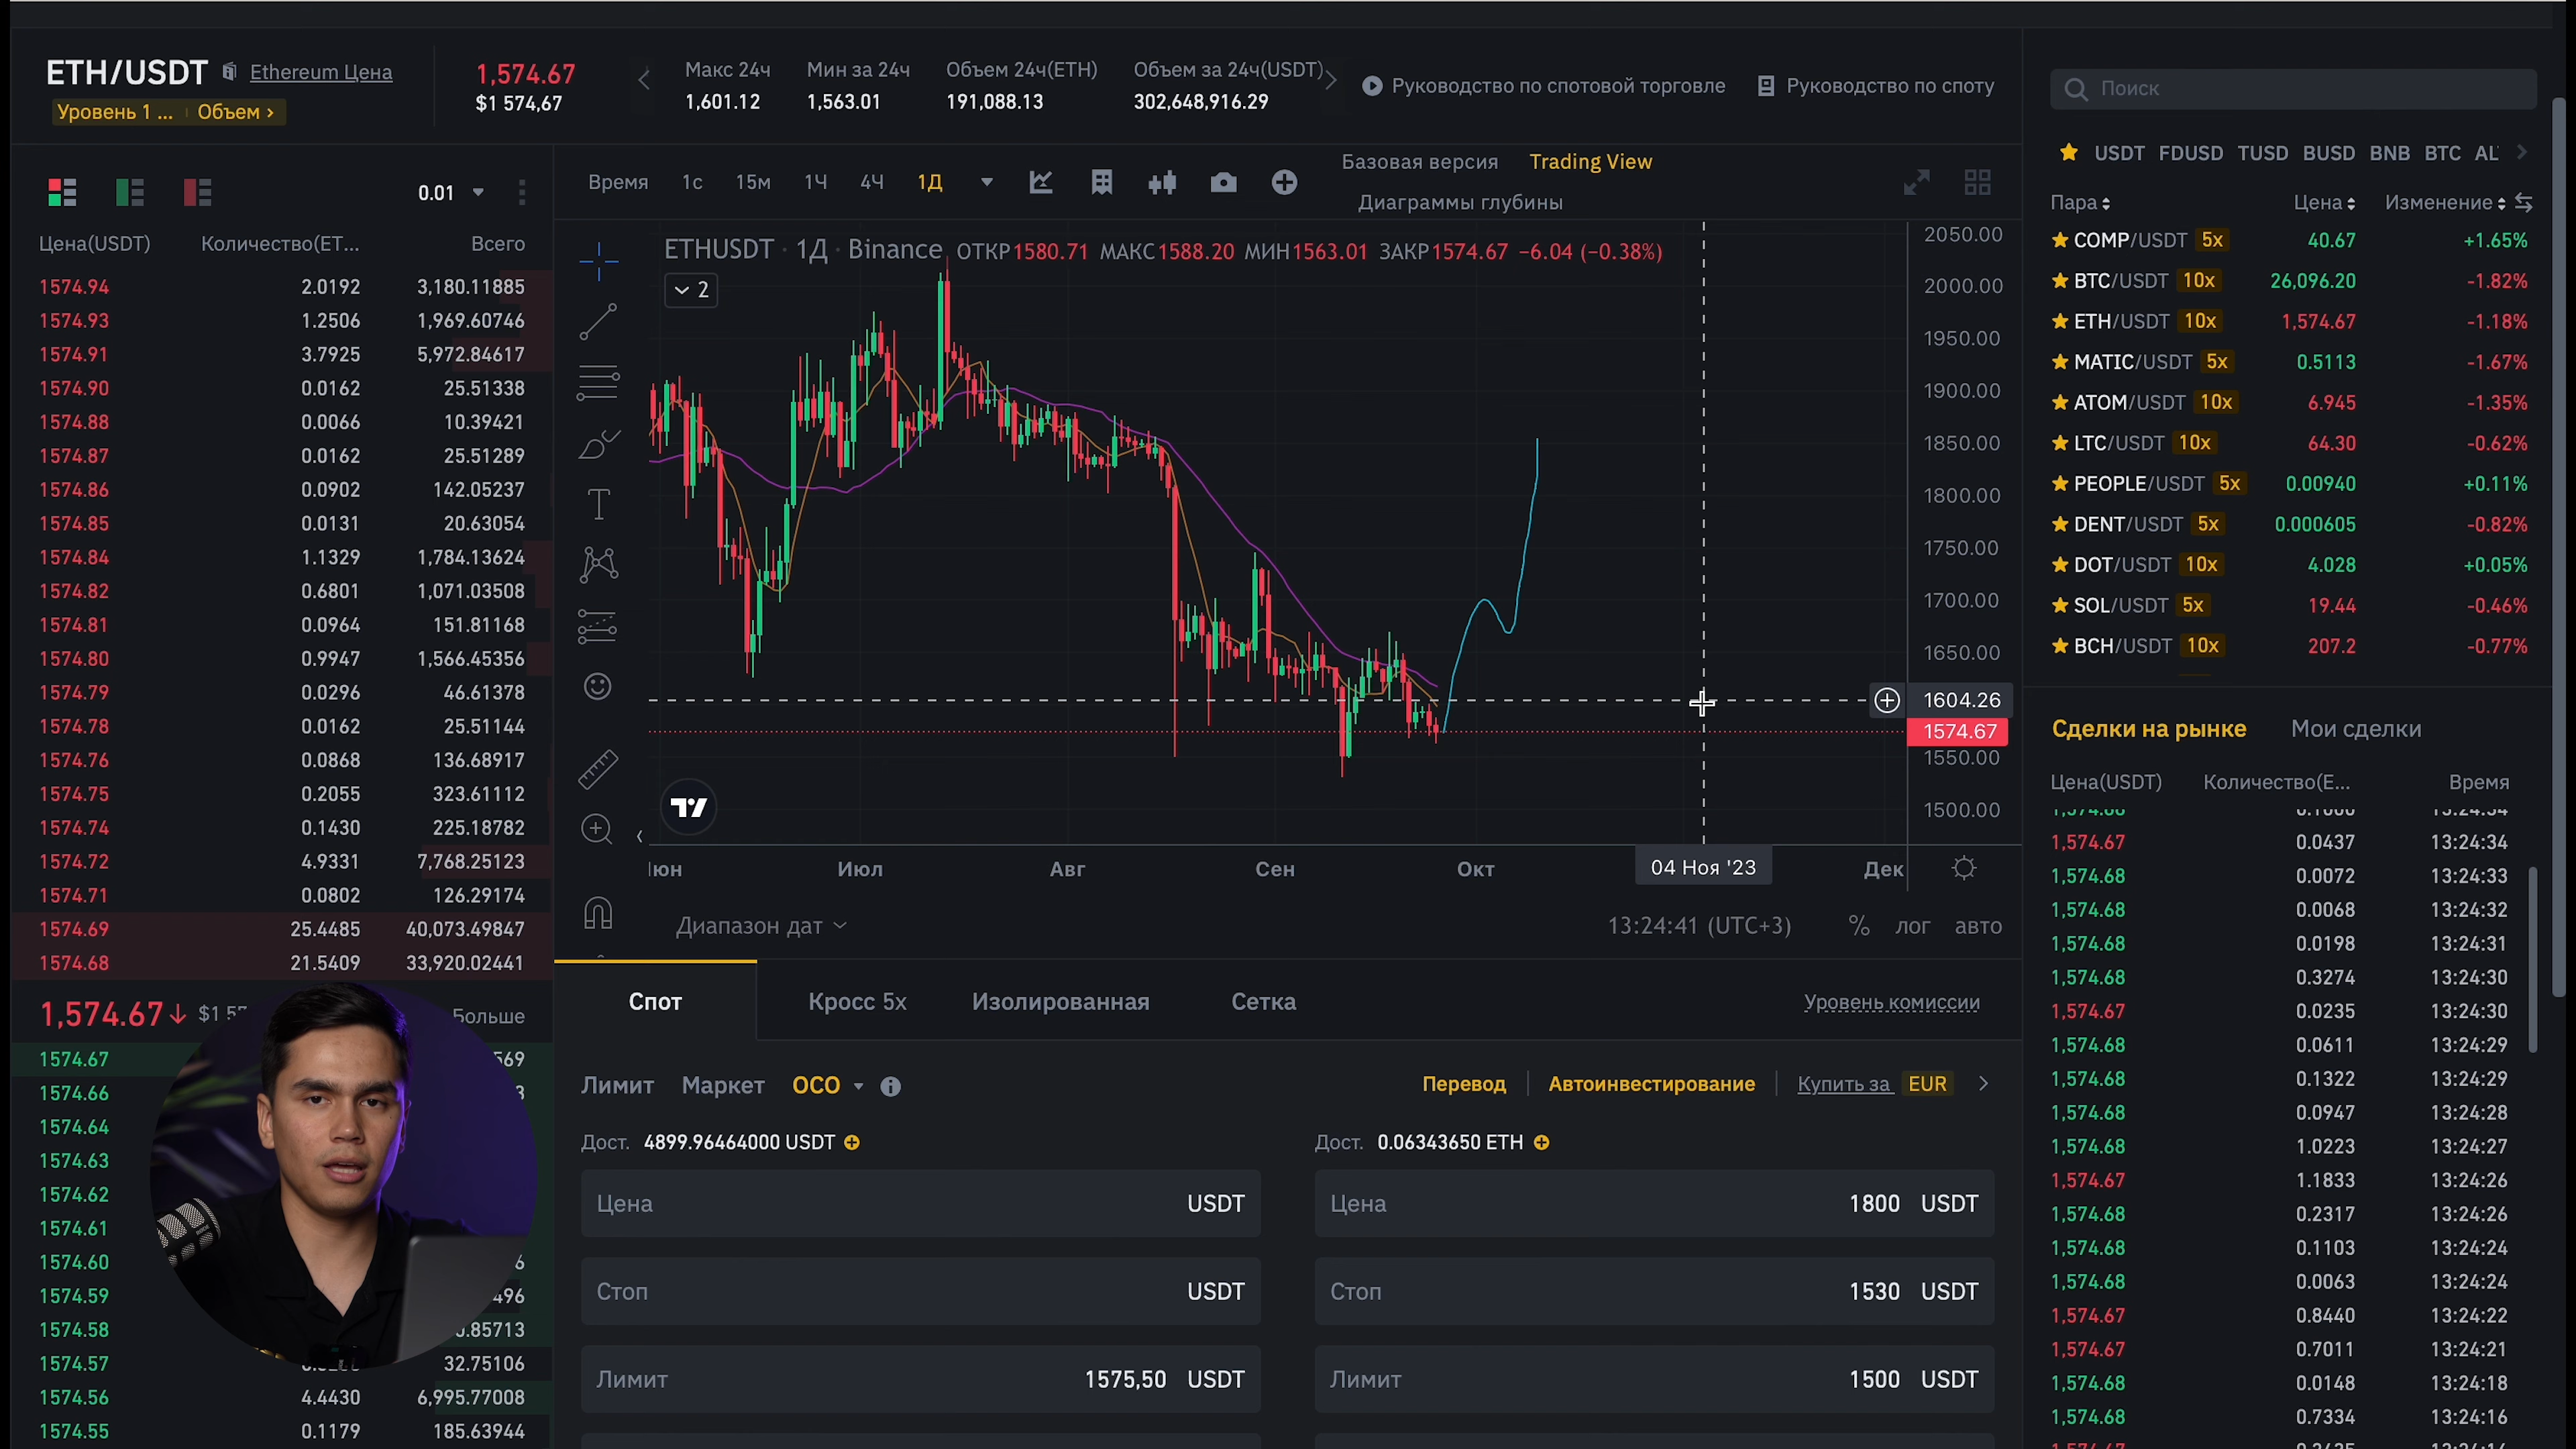 ETH/USDT Ethereum Цена
Уровень 1 ... Объем
1,574.67
$1 574,67
Макс 24ч
1,601.12
Мин за 24ч
1,563.01
Объем 24ч(ETH)
191,088.13
Объем за 24ч(USDT)
302,648,916.29
Руководство по спотовой торговле
Руководство по споту
0.01
Цена(USDT) Количество(ET... Всего
1574.94 2.0192 3,180.11885
1574.93 1.2506 1,969.60746
1574.91 3.7925 5,972.84617
1574.90 0.0162 25.51338
1574.88 0.0066 10.39421
1574.87 0.0162 25.51289
1574.86 0.0902 142.05237
1574.85 0.0131 20.63054
1574.84 1.1329 1,784.13624
1574.82 0.6801 1,071.03508
1574.81 0.0964 151.81168
1574.80 0.9947 1,566.45356
1574.79 0.0296 46.61378
1574.78 0.0162 25.51144
1574.76 0.0868 136.68917
1574.75 0.2055 323.61112
1574.74 0.1430 225.18782
1574.72 4.9331 7,768.25123
1574.71 0.0802 126.29174
1574.69 25.4485 40,073.49847
1574.68 21.5409 33,920.02441
1,574.67↓ Больше
1574.67
1574.66
1574.64
1574.63
1574.62
1574.61
1574.60
1574.59
1574.58
1574.57 32.75106
1574.56 4.4430 6,995.77008
1574.55 0.1179 185.63944
Время 1с 15м 1Ч 4Ч 1Д
Базовая версия Trading View
Диаграммы глубины
ETHUSDT · 1Д · Binance ОТКР1580.71 МАКС1588.20 МИН1563.01 ЗАКР1574.67 −6.04 (−0.38%)
2
2050.00
2000.00
1950.00
1900.00
1850.00
1800.00
1750.00
1700.00
1650.00
1604.26
1574.67
1550.00
1500.00
Июл Авг Сен Окт 04 Ноя '23 Дек
Диапазон дат
13:24:41 (UTC+3) % лог авто
Спот Кросс 5x Изолированная Сетка Уровень комиссии
Лимит Маркет OCO
Перевод Автоинвестирование Купить за EUR
Дост. 4899.96464000 USDT
Цена USDT
Стоп USDT
Лимит 1575,50 USDT
Дост. 0.06343650 ETH
Цена 1800 USDT
Стоп 1530 USDT
Лимит 1500 USDT
Поиск
USDT FDUSD TUSD BUSD BNB BTC
Пара Цена Изменение
COMP/USDT 5x 40.67 +1.65%
BTC/USDT 10x 26,096.20 -1.82%
ETH/USDT 10x 1,574.67 -1.18%
MATIC/USDT 5x 0.5113 -1.67%
ATOM/USDT 10x 6.945 -1.35%
LTC/USDT 10x 64.30 -0.62%
PEOPLE/USDT 5x 0.00940 +0.11%
DENT/USDT 5x 0.000605 -0.82%
DOT/USDT 10x 4.028 +0.05%
SOL/USDT 5x 19.44 -0.46%
BCH/USDT 10x 207.2 -0.77%
Сделки на рынке Мои сделки
Цена(USDT) Количество(E... Время
1,574.67 0.0437 13:24:34
1,574.68 0.0072 13:24:33
1,574.68 0.0068 13:24:32
1,574.68 0.0198 13:24:31
1,574.68 0.3274 13:24:30
1,574.67 0.0235 13:24:30
1,574.68 0.0611 13:24:29
1,574.68 0.1322 13:24:29
1,574.68 0.0947 13:24:28
1,574.68 1.0223 13:24:27
1,574.67 1.1833 13:24:26
1,574.68 0.2317 13:24:26
1,574.68 0.1103 13:24:24
1,574.68 0.0063 13:24:24
1,574.67 0.8440 13:24:22
1,574.67 0.7011 13:24:21
1,574.68 0.0148 13:24:18
1,574.68 0.7334 13:24:16